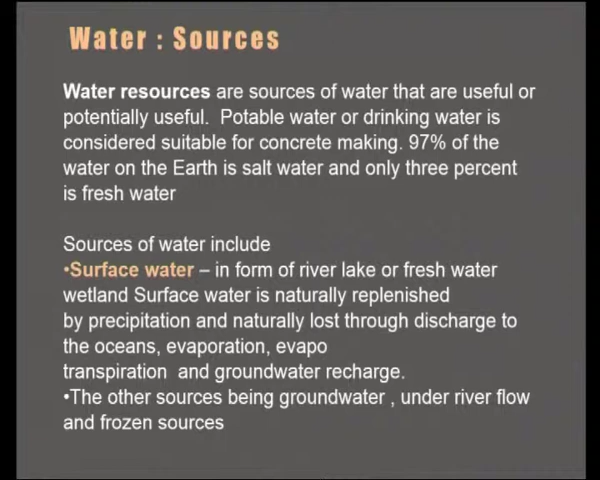 Water : Sources
Water resources are sources of water that are useful or
potentially useful.  Potable water or drinking water is
considered suitable for concrete making. 97% of the
water on the Earth is salt water and only three percent
is fresh water
Sources of water include
•Surface water – in form of river lake or fresh water
wetland Surface water is naturally replenished
by precipitation and naturally lost through discharge to
the oceans, evaporation, evapo
transpiration  and groundwater recharge.
•The other sources being groundwater , under river flow
and frozen sources